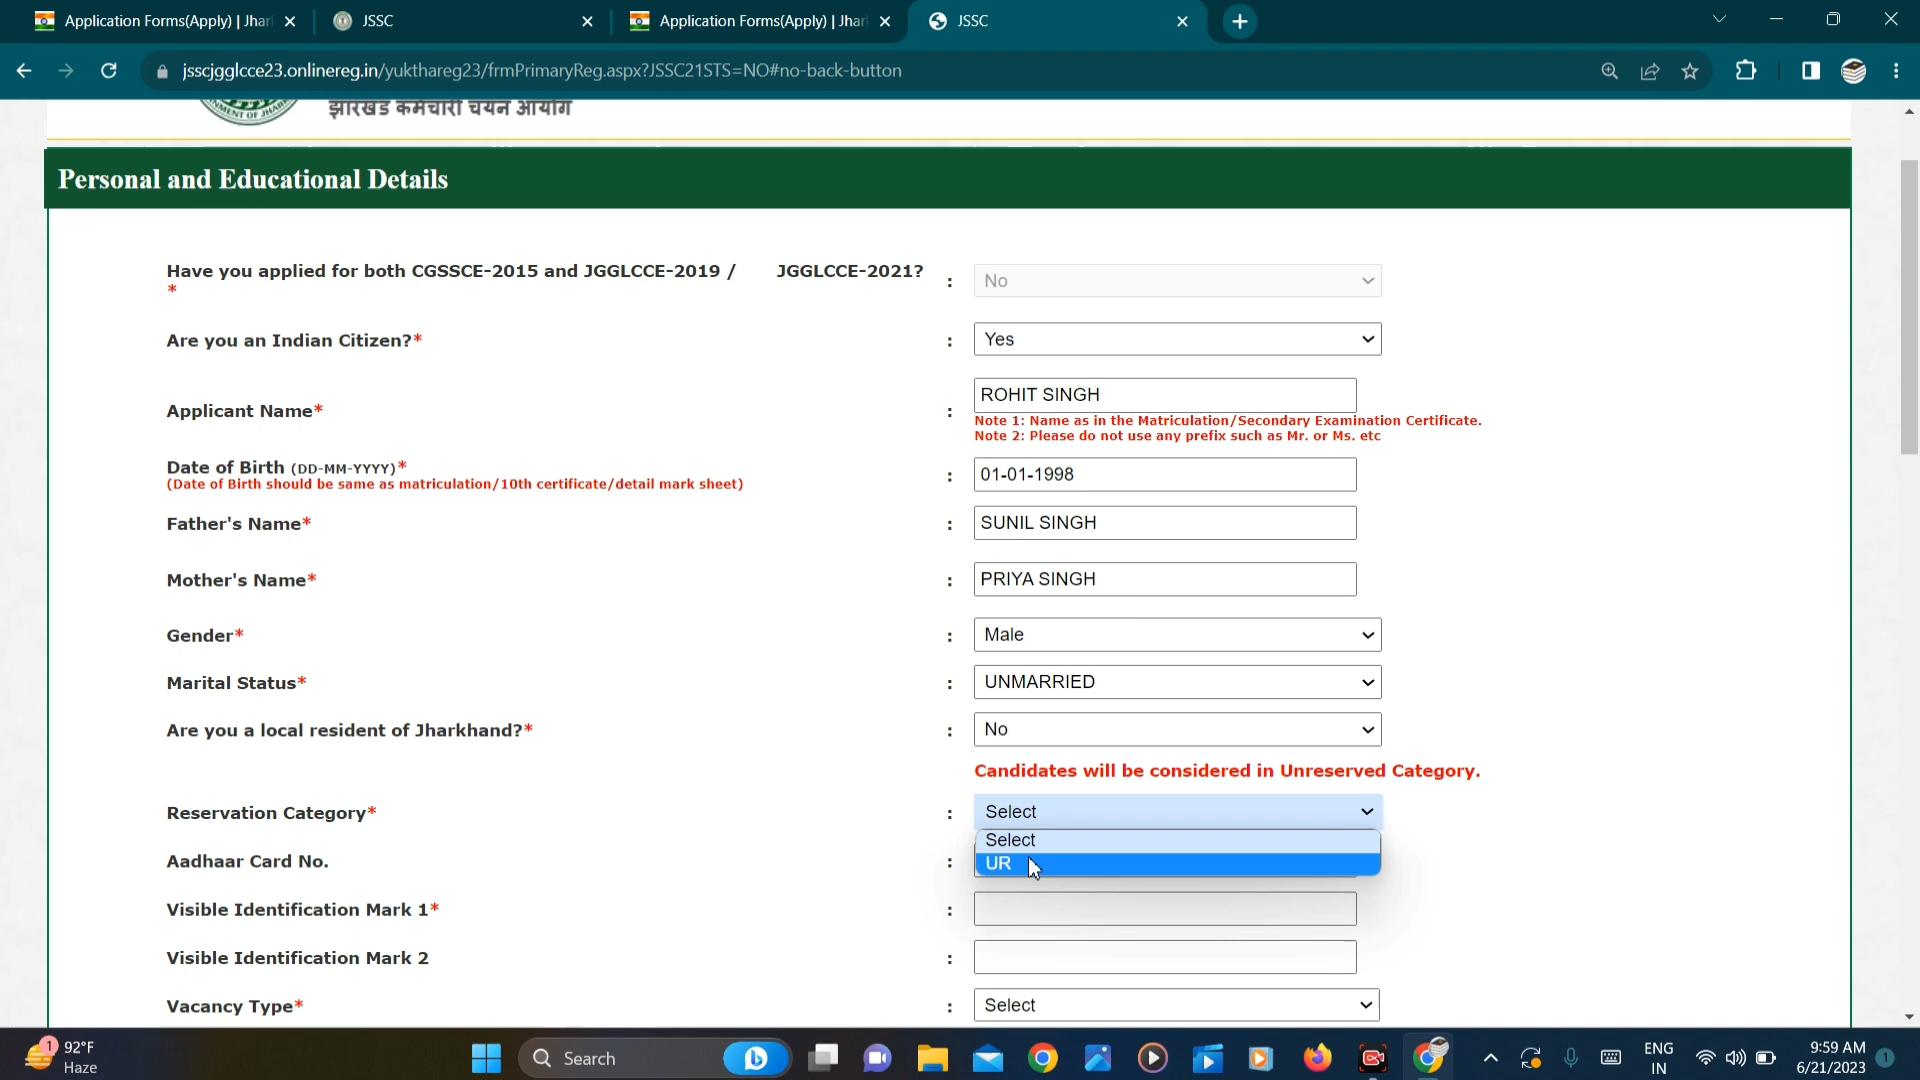 Application Forms(Apply) | Jhar
JSSC
Application Forms(Apply) | Jhar
JSSC
jsscjgglcce23.onlinereg.in/yukthareg23/frmPrimaryReg.aspx?JSSC21STS=NO#no-back-button
झारखंड कर्मचारी चयन आयोग
Personal and Educational Details
Have you applied for both CGSSCE-2015 and JGGLCCE-2019 / JGGLCCE-2021?
*
:
No
Are you an Indian Citizen?*
:
Yes
Applicant Name*
:
ROHIT SINGH
Note 1: Name as in the Matriculation/Secondary Examination Certificate.
Note 2: Please do not use any prefix such as Mr. or Ms. etc
Date of Birth (DD-MM-YYYY)*
(Date of Birth should be same as matriculation/10th certificate/detail mark sheet)
:
01-01-1998
Father's Name*
:
SUNIL SINGH
Mother's Name*
:
PRIYA SINGH
Gender*
:
Male
Marital Status*
:
UNMARRIED
Are you a local resident of Jharkhand?*
:
No
Candidates will be considered in Unreserved Category.
Reservation Category*
:
Select
Select
UR
Aadhaar Card No.
:
Visible Identification Mark 1*
:
Visible Identification Mark 2
:
Vacancy Type*
:
Select
1
92°F
Haze
Search
ENG
IN
9:59 AM
6/21/2023
1